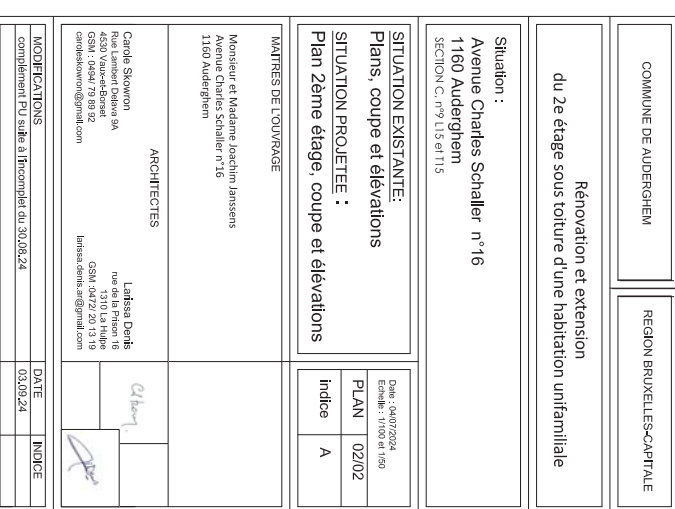 COMMUNE DE AUDERGHEM
REGION BRUXELLES-CAPITALE
Rénovation et extension
du 2e étage sous toiture d'une habitation unifamiliale
Situation :
Avenue Charles Schaller n°16
1160 Auderghem
SECTION C, n°9 L15 et T15
SITUATION EXISTANTE:
Plans, coupe et élévations
SITUATION PROJETEE :
Plan 2ème étage, coupe et élévations
Date : 04/07/2024
Echelle : 1/100 et 1/50
PLAN 02/02
indice A
MAITRES DE L'OUVRAGE
Monsieur et Madame Joachim Janssens
Avenue Charles Schaller n°16
1160 Auderghem
ARCHITECTES
Carole Skowron
Rue Lambert Delava 9A
4530 Vaux-et-Borset
GSM : 0494/ 79 89 92
caroleskowron@gmail.com
Larissa Denis
rue de la Prison 16
1310 La Hulpe
GSM :0472/ 20 13 19
larissa.denis.ar@gmail.com
MODIFICATIONS DATE INDICE
complément PU suite à l'incomplet du 30.08.24 03.09.24